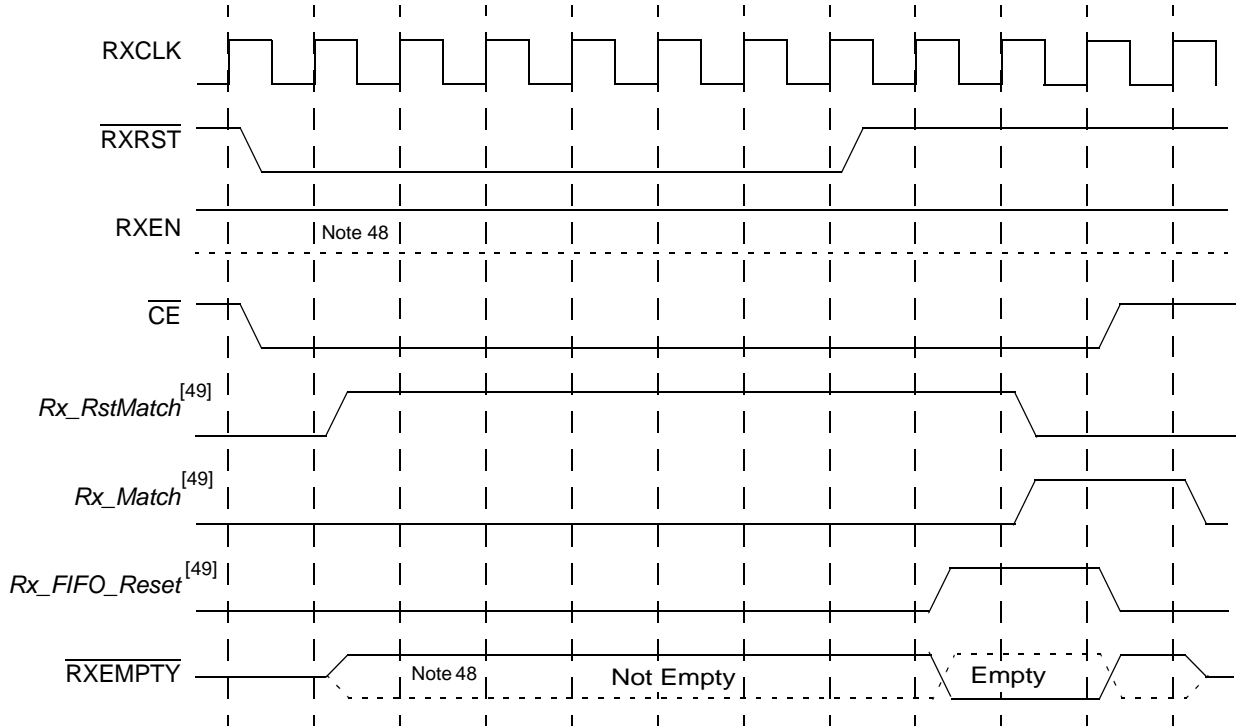 RXCLK
RXRST
RXEN
Note 48
CE
Rx_RstMatch[49]
Rx_Match[49]
Rx_FIFO_Reset[49]
RXEMPTY
Note 48
Not Empty
Empty